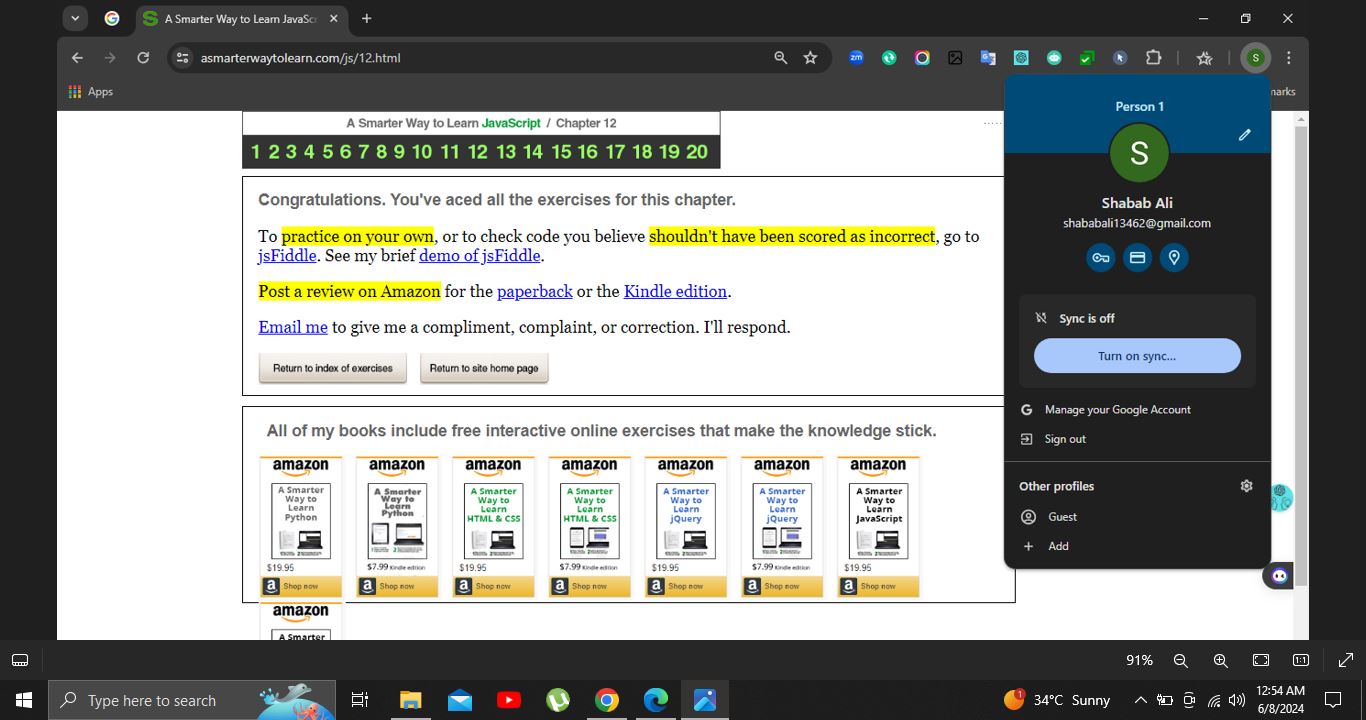 A Smarter Way to Learn JavaSc
asmarterwaytolearn.com/js/12.html
zm
S
Apps
marks
A Smarter Way to Learn JavaScript / Chapter 12
1 2 3 4 5 6 7 8 9 10 11 12 13 14 15 16 17 18 19 20
Congratulations. You've aced all the exercises for this chapter.
To practice on your own, or to check code you believe shouldn't have been scored as incorrect, go to
jsFiddle. See my brief demo of jsFiddle.
Post a review on Amazon for the paperback or the Kindle edition.
Email me to give me a compliment, complaint, or correction. I'll respond.
Return to index of exercises
Return to site home page
All of my books include free interactive online exercises that make the knowledge stick.
amazon
A Smarter
Way to
Learn
Python
$19.95
Shop now
amazon
A Smarter
Way to
Learn
Python
$7.99 Kindle edition
Shop now
amazon
A Smarter
Way to
Learn
HTML & CSS
$19.95
Shop now
amazon
A Smarter
Way to
Learn
HTML & CSS
$7.99 Kindle edition
Shop now
amazon
A Smarter
Way to
Learn
jQuery
$19.95
Shop now
amazon
A Smarter
Way to
Learn
jQuery
$7.99 Kindle edition
Shop now
amazon
A Smarter
Way to
Learn
JavaScript
$19.95
Shop now
amazon
A Smarter
Person 1
S
Shabab Ali
shababali13462@gmail.com
Sync is off
Turn on sync...
Manage your Google Account
Sign out
Other profiles
Guest
Add
91%
1:1
Type here to search
1
34°C Sunny
12:54 AM
6/8/2024